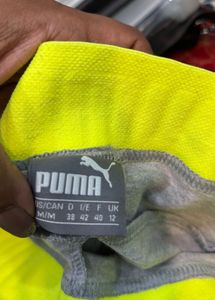 PUMA
US/CAN D I/E F UK
M/M 38 42 40 12